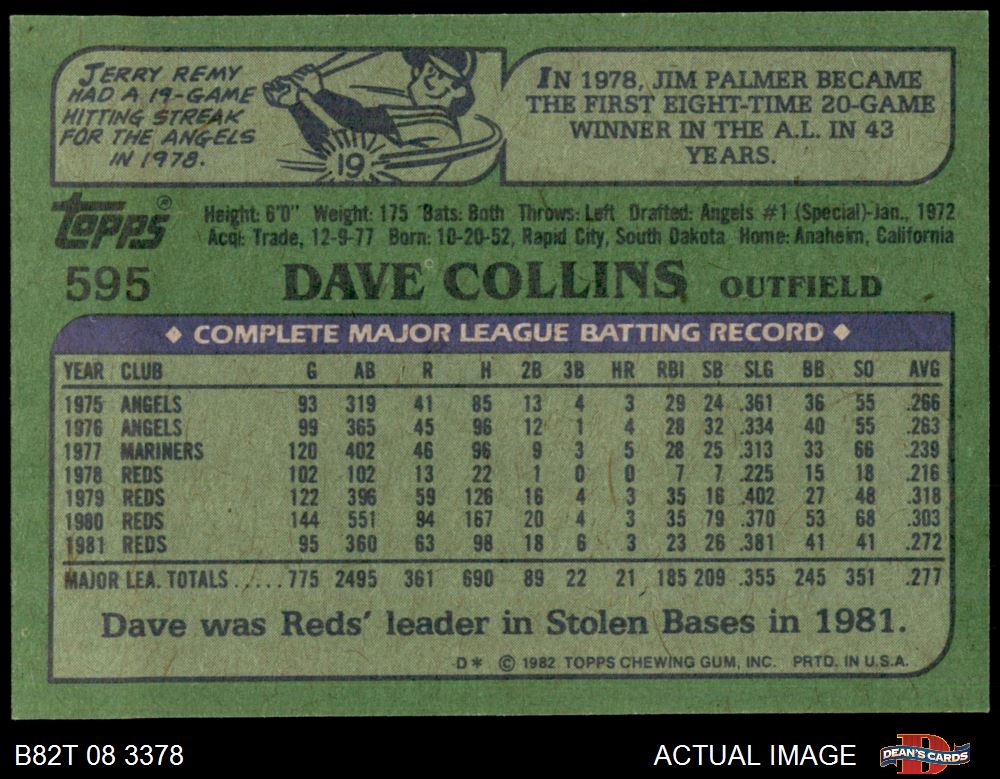 JERRY REMY
HAD A 19-GAME
HITTING STREAK
FOR THE ANGELS
IN 1978.
19
IN 1978, JIM PALMER BECAME
THE FIRST EIGHT-TIME 20-GAME
WINNER IN THE A.L. IN 43
YEARS.
Topps®
Height: 6'0" Weight: 175 Bats: Both Throws: Left Drafted: Angels #1 (Special)-Jan., 1972
Acq: Trade, 12-9-77 Born: 10-20-52, Rapid City, South Dakota Home: Anaheim, California
595 DAVE COLLINS OUTFIELD
◆ COMPLETE MAJOR LEAGUE BATTING RECORD ◆
YEAR CLUB G AB R H 2B 3B HR RBI SB SLG BB SO AVG
1975 ANGELS 93 319 41 85 13 4 3 29 24 .361 36 55 .266
1976 ANGELS 99 365 45 96 12 1 4 28 32 .334 40 55 .263
1977 MARINERS 120 402 46 96 9 3 5 28 25 .313 33 66 .239
1978 REDS 102 102 13 22 1 0 0 7 7 .225 15 18 .216
1979 REDS 122 396 59 126 16 4 3 35 16 .402 27 48 .318
1980 REDS 144 551 94 167 20 4 3 35 79 .370 53 68 .303
1981 REDS 95 360 63 98 18 6 3 23 26 .381 41 41 .272
MAJOR LEA. TOTALS.....775 2495 361 690 89 22 21 185 209 .355 245 351 .277
Dave was Reds' leader in Stolen Bases in 1981.
D* © 1982 TOPPS CHEWING GUM, INC. PRTD. IN U.S.A.
B82T 08 3378
ACTUAL IMAGE
DEAN'S CARDS